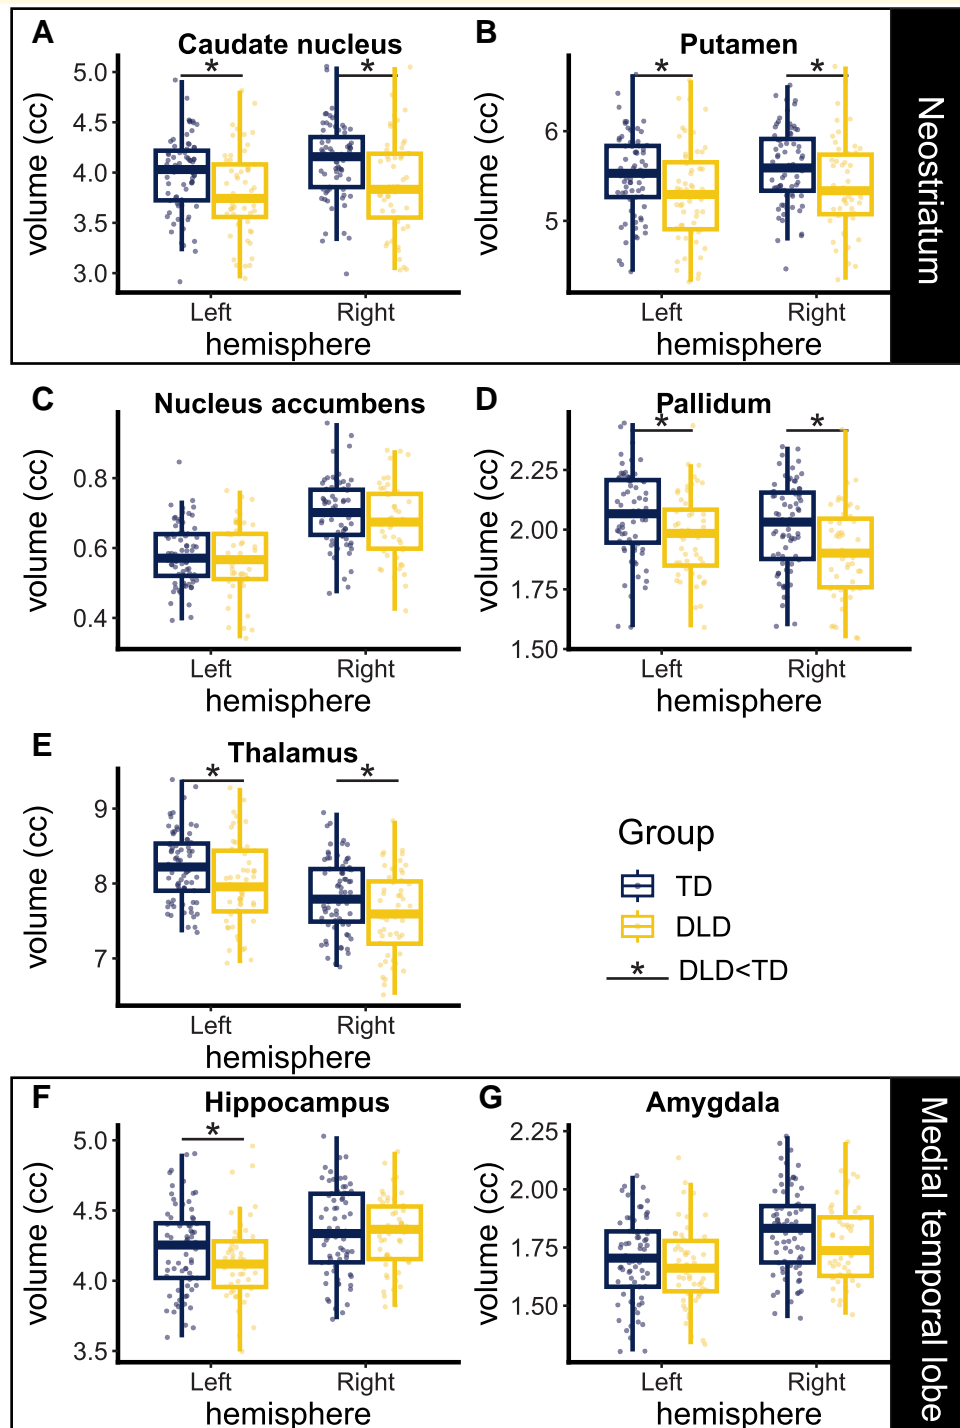 A
Caudate nucleus
volume (cc)
5.0
4.5
4.0
3.5
3.0
*
*
Left
Right
hemisphere
B
Putamen
volume (cc)
6
5
*
*
Left
Right
hemisphere
Neostriatum
C
Nucleus accumbens
volume (cc)
0.8
0.6
0.4
Left
Right
hemisphere
D
Pallidum
volume (cc)
2.25
2.00
1.75
1.50
*
*
Left
Right
hemisphere
E
Thalamus
volume (cc)
9
8
7
*
*
Left
Right
hemisphere
Group
TD
DLD
* DLD<TD
F
Hippocampus
volume (cc)
5.0
4.5
4.0
3.5
*
Left
Right
hemisphere
G
Amygdala
volume (cc)
2.25
2.00
1.75
1.50
Left
Right
hemisphere
Medial temporal lobe